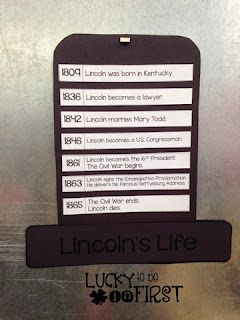 1809 Lincoln was born in Kentucky.
1836 Lincoln becomes a lawyer.
1842 Lincoln marries Mary Todd.
1846 Lincoln becomes a U.S. Congressman.
1861 Lincoln becomes the 16th President.
The Civil War begins.
1863 Lincoln signs the Emancipation Proclamation.
He deliver's his Famous Gettysburg Address.
1865 The Civil War ends.
Lincoln dies.
Lincoln's Life
LUCKY to be
in FIRST